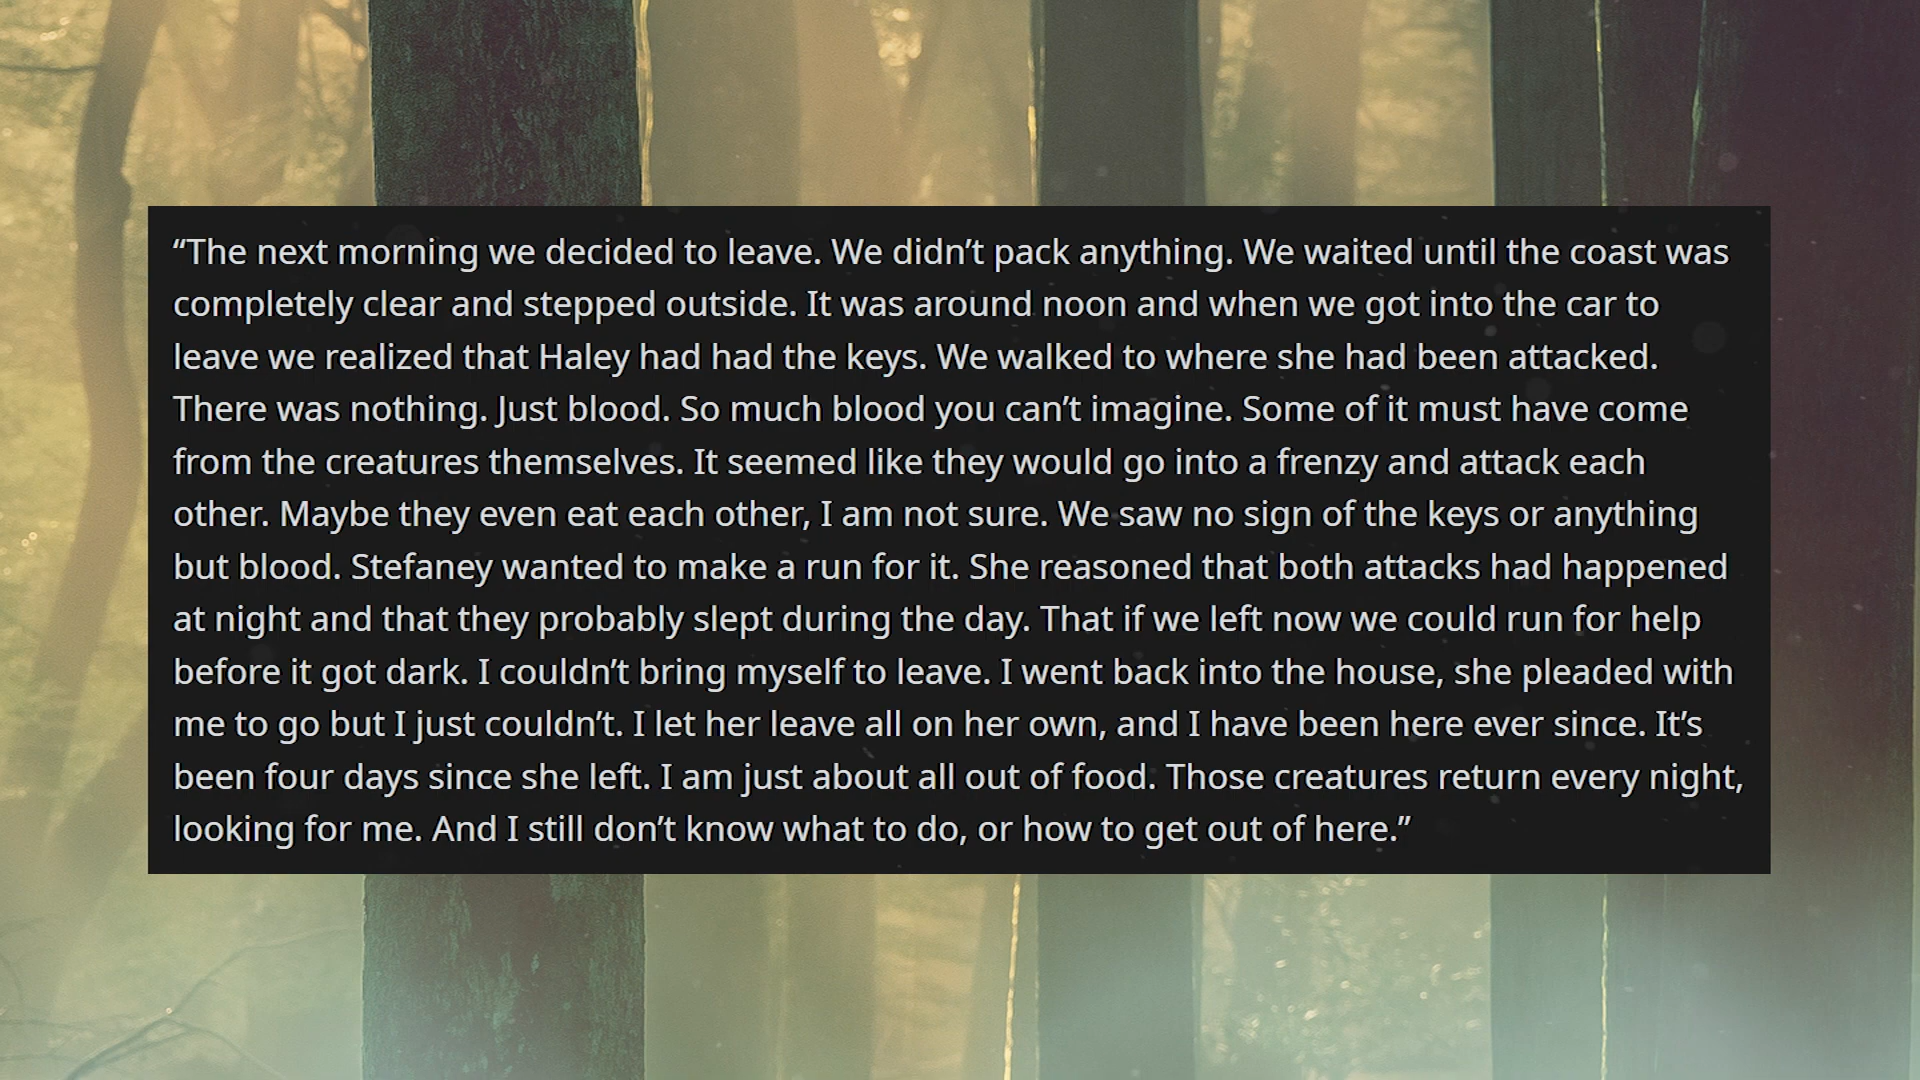 “The next morning we decided to leave. We didn’t pack anything. We waited until the coast was
completely clear and stepped outside. It was around noon and when we got into the car to
leave we realized that Haley had had the keys. We walked to where she had been attacked.
There was nothing. Just blood. So much blood you can’t imagine. Some of it must have come
from the creatures themselves. It seemed like they would go into a frenzy and attack each
other. Maybe they even eat each other, I am not sure. We saw no sign of the keys or anything
but blood. Stefaney wanted to make a run for it. She reasoned that both attacks had happened
at night and that they probably slept during the day. That if we left now we could run for help
before it got dark. I couldn’t bring myself to leave. I went back into the house, she pleaded with
me to go but I just couldn’t. I let her leave all on her own, and I have been here ever since. It’s
been four days since she left. I am just about all out of food. Those creatures return every night,
looking for me. And I still don’t know what to do, or how to get out of here.”